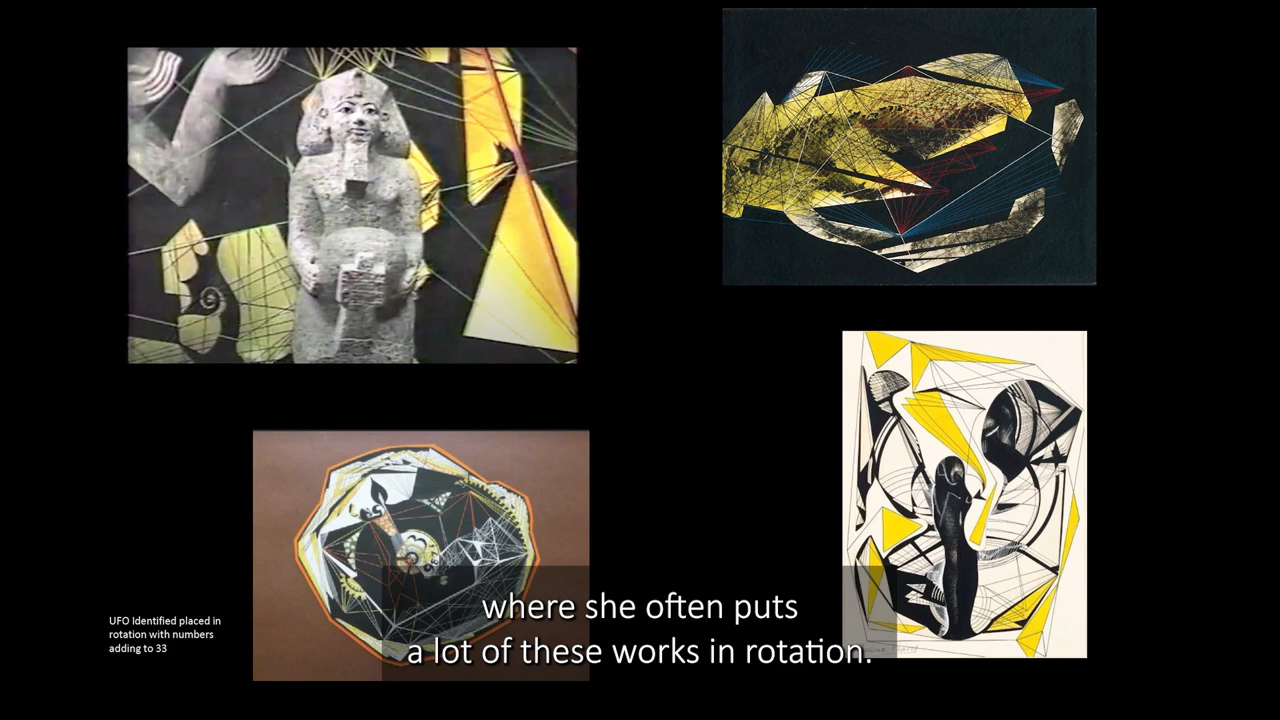 UFO Identified placed in
rotation with numbers
adding to 33
where she often puts
a lot of these works in rotation.